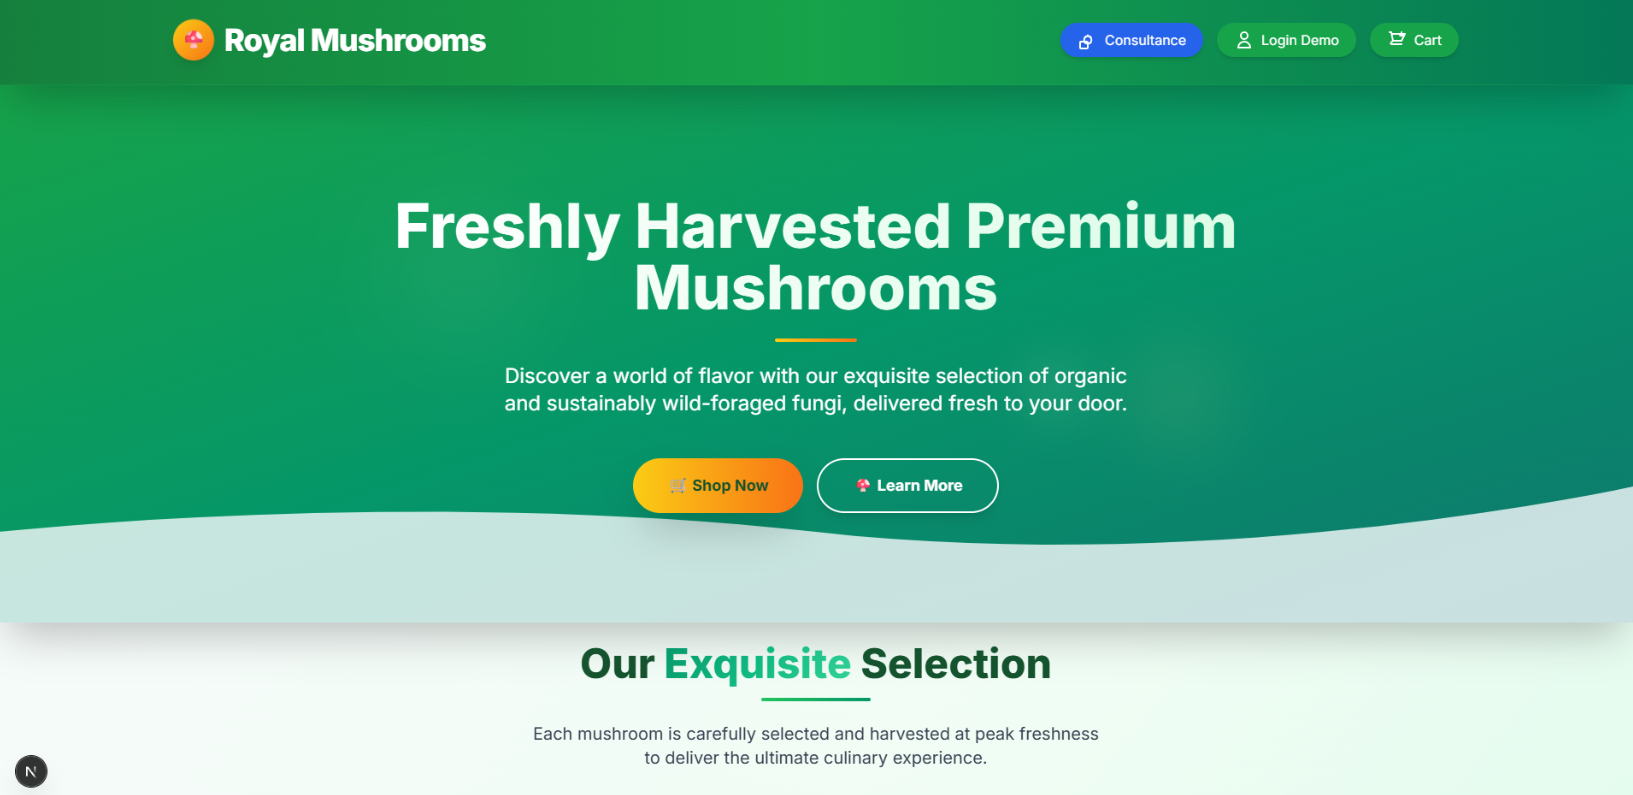 Royal Mushrooms
Consultance
Login Demo
Cart
Freshly Harvested Premium
Mushrooms
Discover a world of flavor with our exquisite selection of organic
and sustainably wild-foraged fungi, delivered fresh to your door.
Shop Now
Learn More
Our Exquisite Selection
Each mushroom is carefully selected and harvested at peak freshness
to deliver the ultimate culinary experience.
N